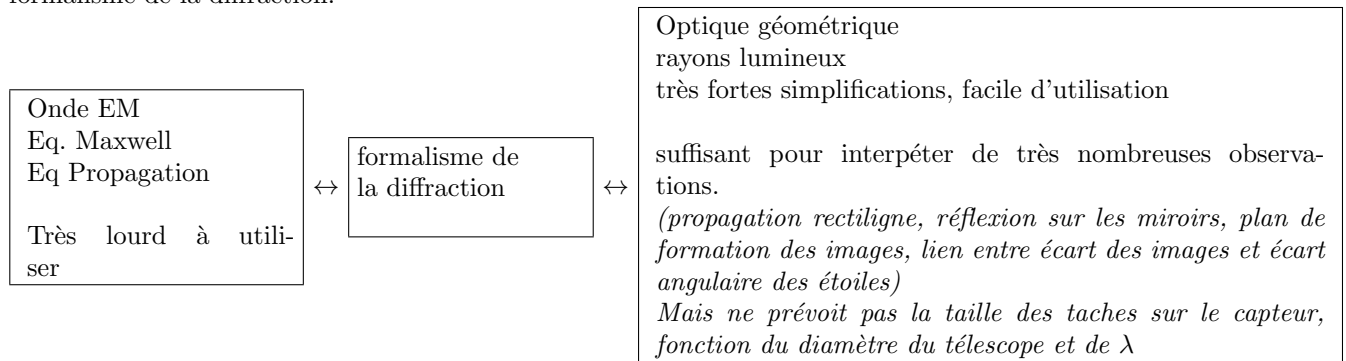 formalisme de la diffraction.
Onde EM
Eq. Maxwell
Eq Propagation
Très lourd à utili-
ser
↔
formalisme de
la diffraction
↔
Optique géométrique
rayons lumineux
très fortes simplifications, facile d'utilisation
suffisant pour interpéter de très nombreuses observa-
tions.
(propagation rectiligne, réflexion sur les miroirs, plan de
formation des images, lien entre écart des images et écart
angulaire des étoiles)
Mais ne prévoit pas la taille des taches sur le capteur,
fonction du diamètre du télescope et de λ